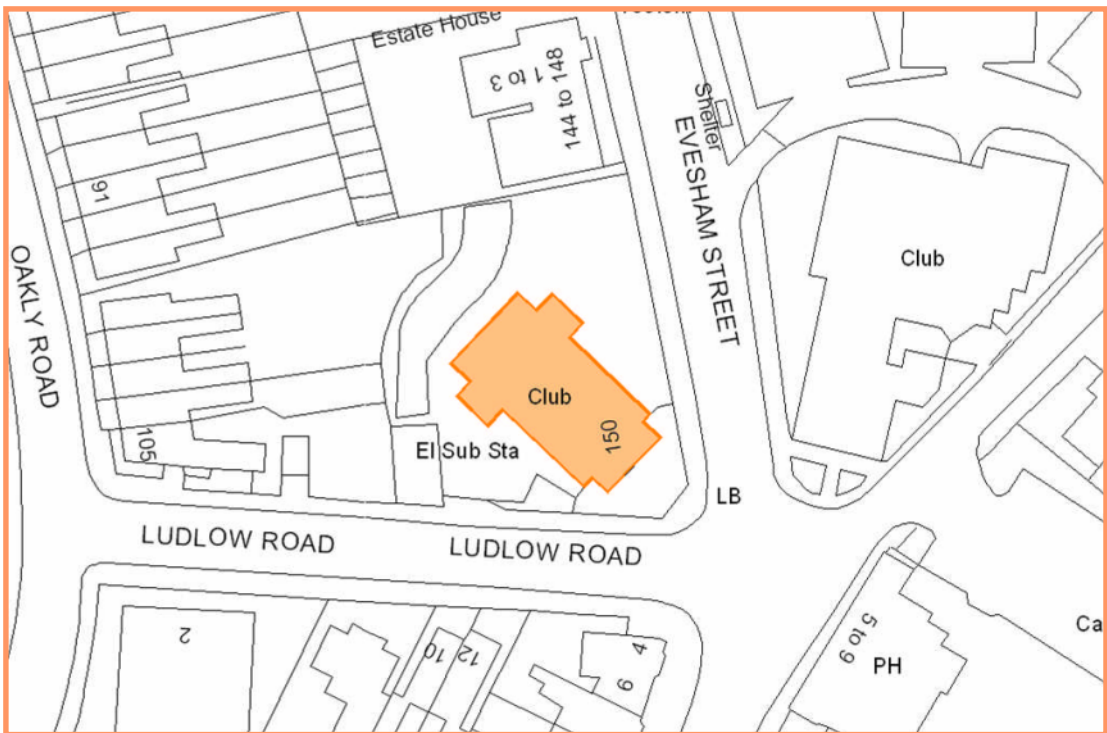 Estate House
1 to 3
144 to 148
Shelter
EVESHAM STREET
91
OAKLY ROAD
Club
Club
150
105
El Sub Sta
LB
LUDLOW ROAD
LUDLOW ROAD
2
10
12
4
6
5 to 9
PH
Ca